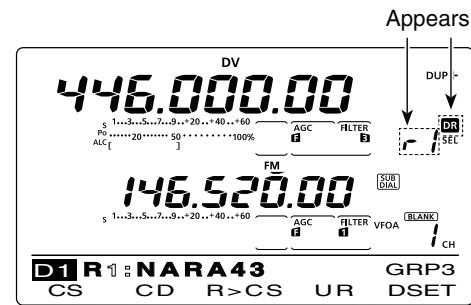 Appears
DV
446.000.00
DUP-
S 1...3...5...7...9...+20...+40...+60
Po ......20...... 50 .........100%
ALC [ ]
AGC FILTER
F 3
r1
DR
SEL
FM
146.520.00
SUB DIAL
S 1...3...5...7...9...+20...+40...+60
AGC FILTER VFOA BLANK
F 1 1 CH
D1 R1:NARA43 GRP3
CS CD R>CS UR DSET